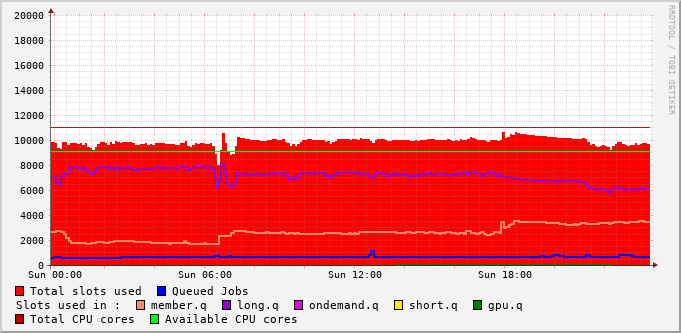 20000
18000
16000
14000
12000
10000
8000
6000
4000
2000
0
Sun 00:00 Sun 06:00 Sun 12:00 Sun 18:00
Total slots used Queued Jobs
Slots used in : member.q long.q ondemand.q short.q gpu.q
Total CPU cores Available CPU cores
RRDTOOL / TOBI OETIKER